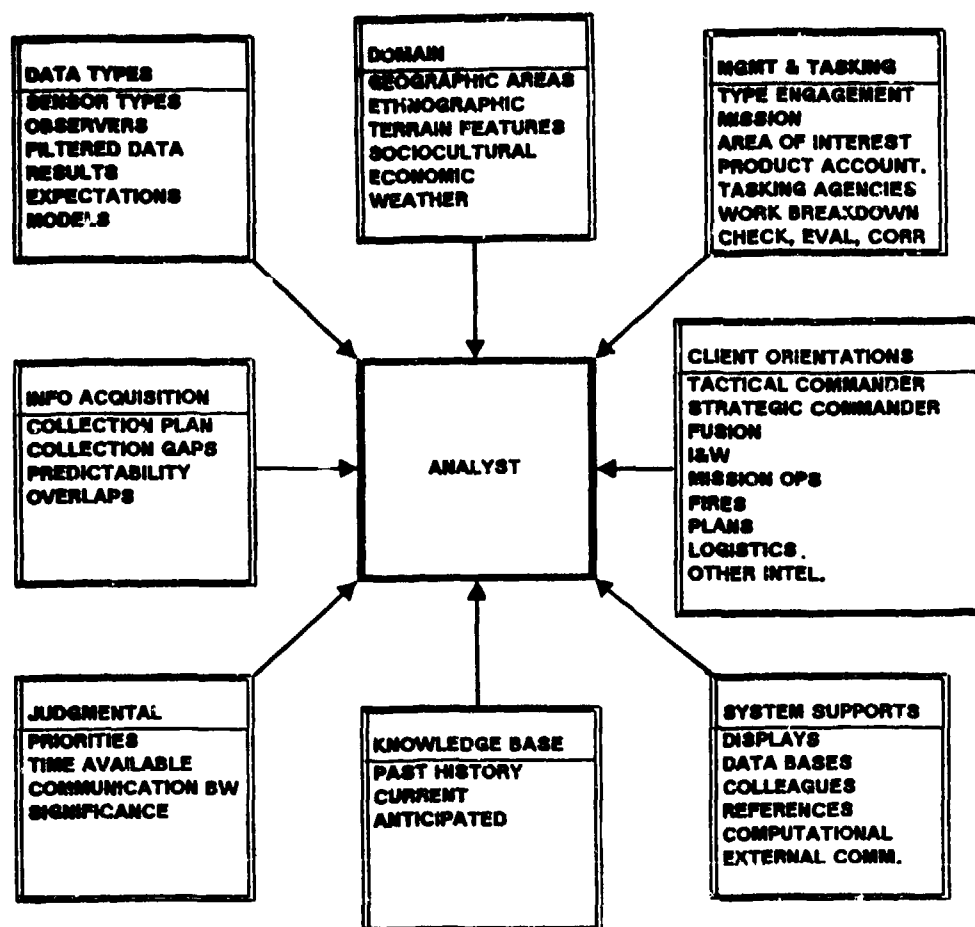 DATA TYPES
SENSOR TYPES
OBSERVERS
FILTERED DATA
RESULTS
EXPECTATIONS
MODELS
DOMAIN
GEOGRAPHIC AREAS
ETHNOGRAPHIC
TERRAIN FEATURES
SOCIOCULTURAL
ECONOMIC
WEATHER
MGMT & TASKING
TYPE ENGAGEMENT
MISSION
AREA OF INTEREST
PRODUCT ACCOUNT.
TASKING AGENCIES
WORK BREAKDOWN
CHECK, EVAL, CORR
INFO ACQUISITION
COLLECTION PLAN
COLLECTION GAPS
PREDICTABILITY
OVERLAPS
ANALYST
CLIENT ORIENTATIONS
TACTICAL COMMANDER
STRATEGIC COMMANDER
FUSION
I&W
MISSION OPS
FIRES
PLANS
LOGISTICS.
OTHER INTEL.
JUDGMENTAL
PRIORITIES
TIME AVAILABLE
COMMUNICATION BW
SIGNIFICANCE
KNOWLEDGE BASE
PAST HISTORY
CURRENT
ANTICIPATED
SYSTEM SUPPORTS
DISPLAYS
DATA BASES
COLLEAGUES
REFERENCES
COMPUTATIONAL
EXTERNAL COMM.